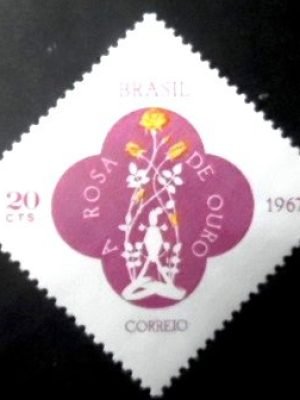 BRASIL
A ROSA DE OURO
20
CTS
1967
CORREIO